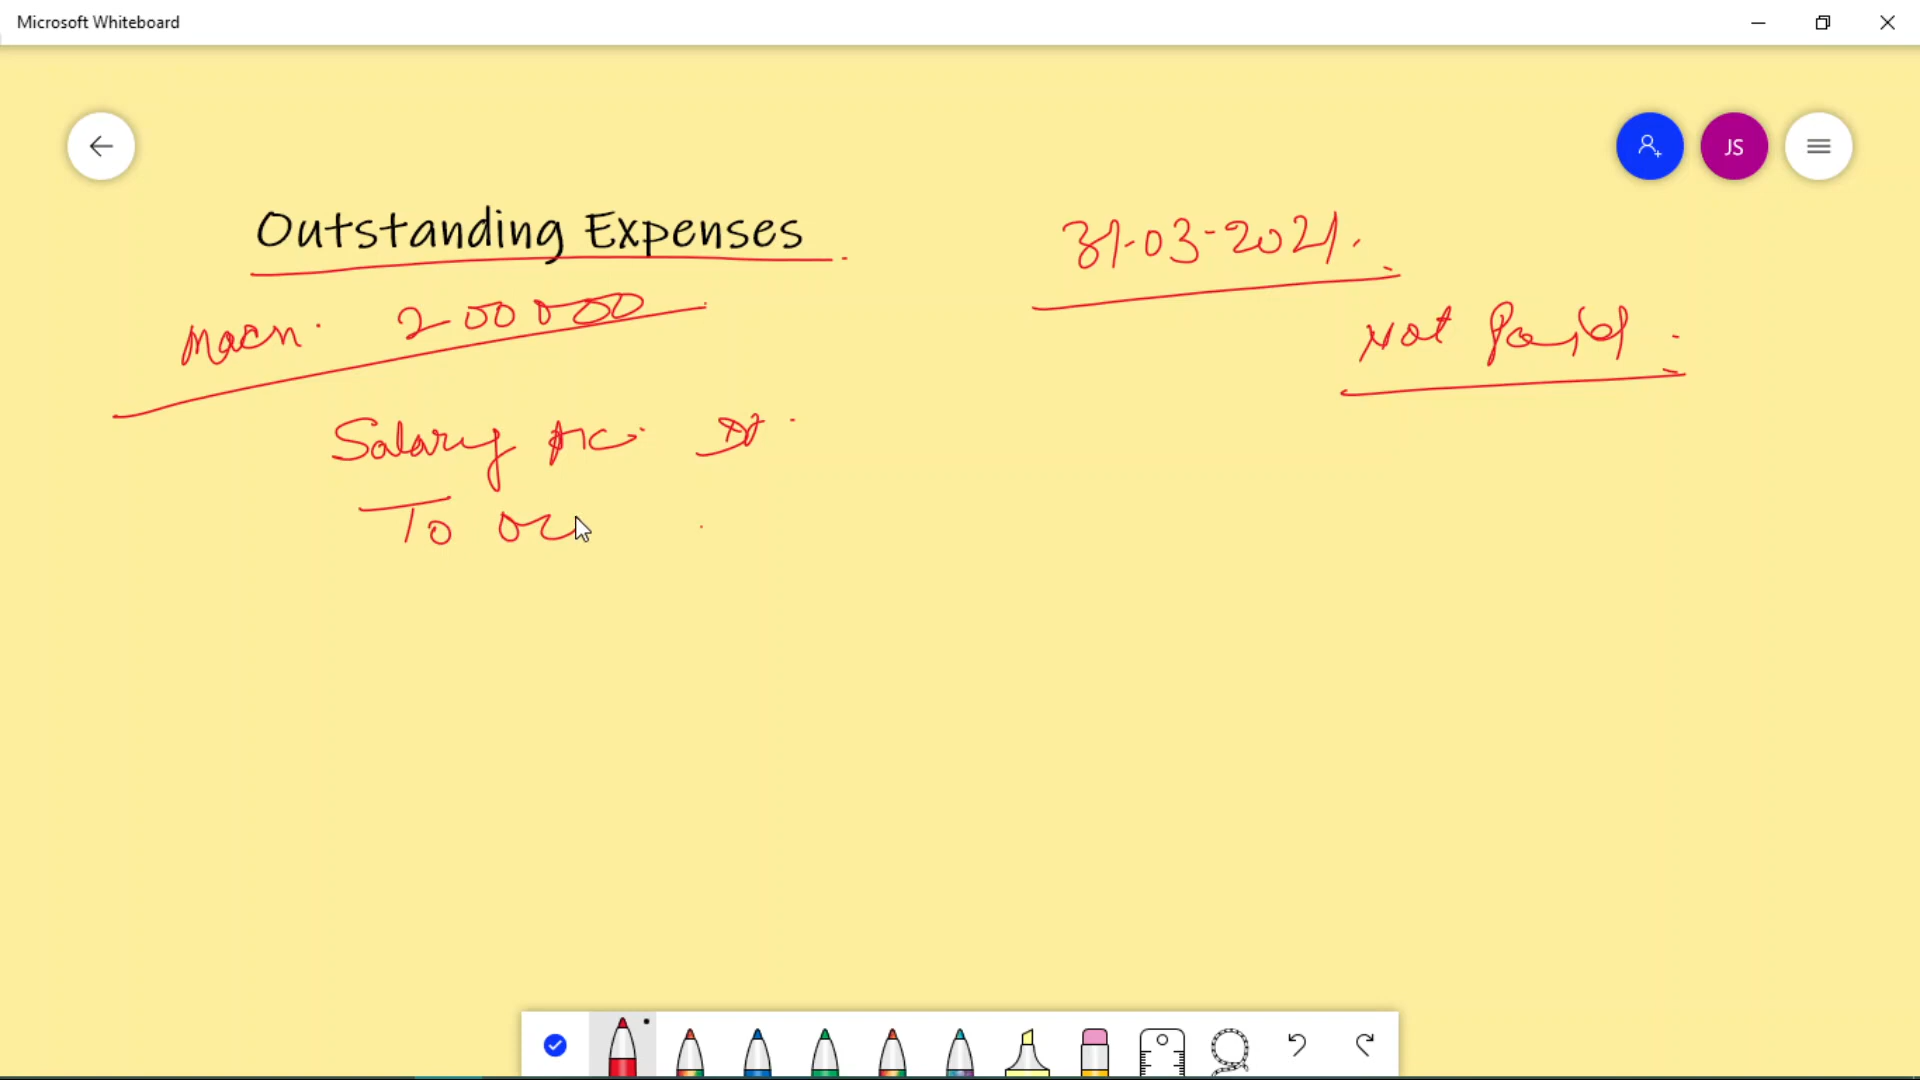 Microsoft Whiteboard
JS
Outstanding Expenses
31-03-2021.
March. 200000
Not Paid.
Salary A/c. Dr.
To